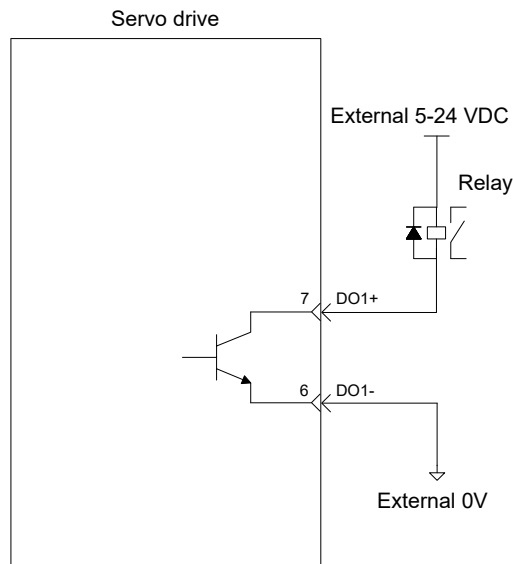 Servo drive
External 5-24 VDC
Relay
7 DO1+
6 DO1-
External 0V